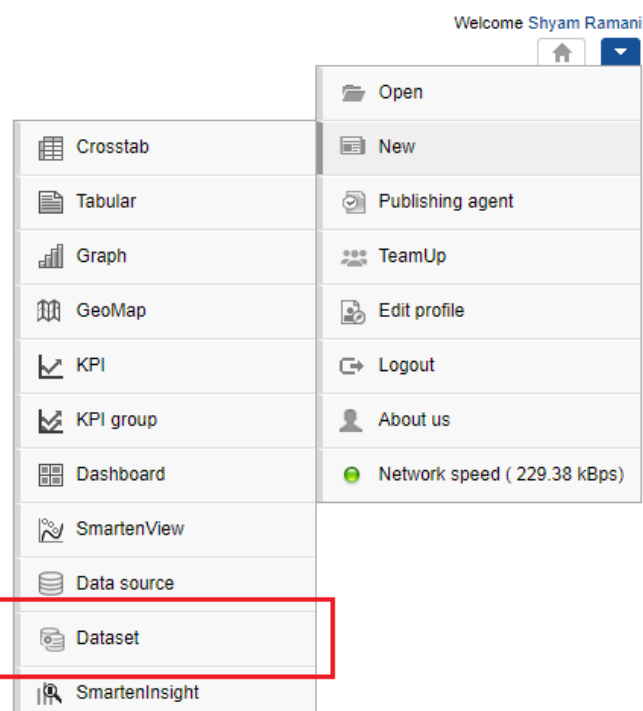 Welcome Shyam Ramani
Open
New
Publishing agent
TeamUp
Edit profile
Logout
About us
Network speed ( 229.38 kBps)
Crosstab
Tabular
Graph
GeoMap
KPI
KPI group
Dashboard
SmartenView
Data source
Dataset
SmartenInsight